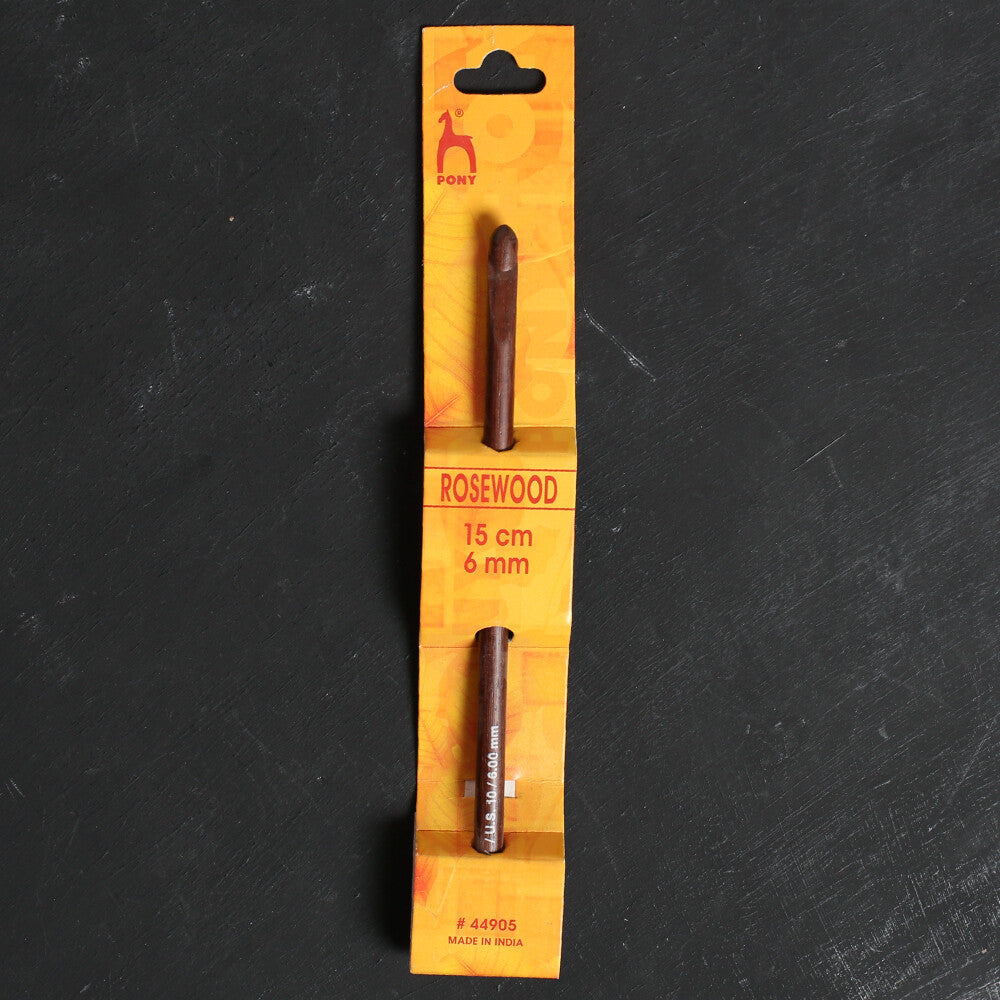 ®
PONY
ROSEWOOD
15 cm
6 mm
/ U.S. 10 / 6.00 mm
# 44905
MADE IN INDIA